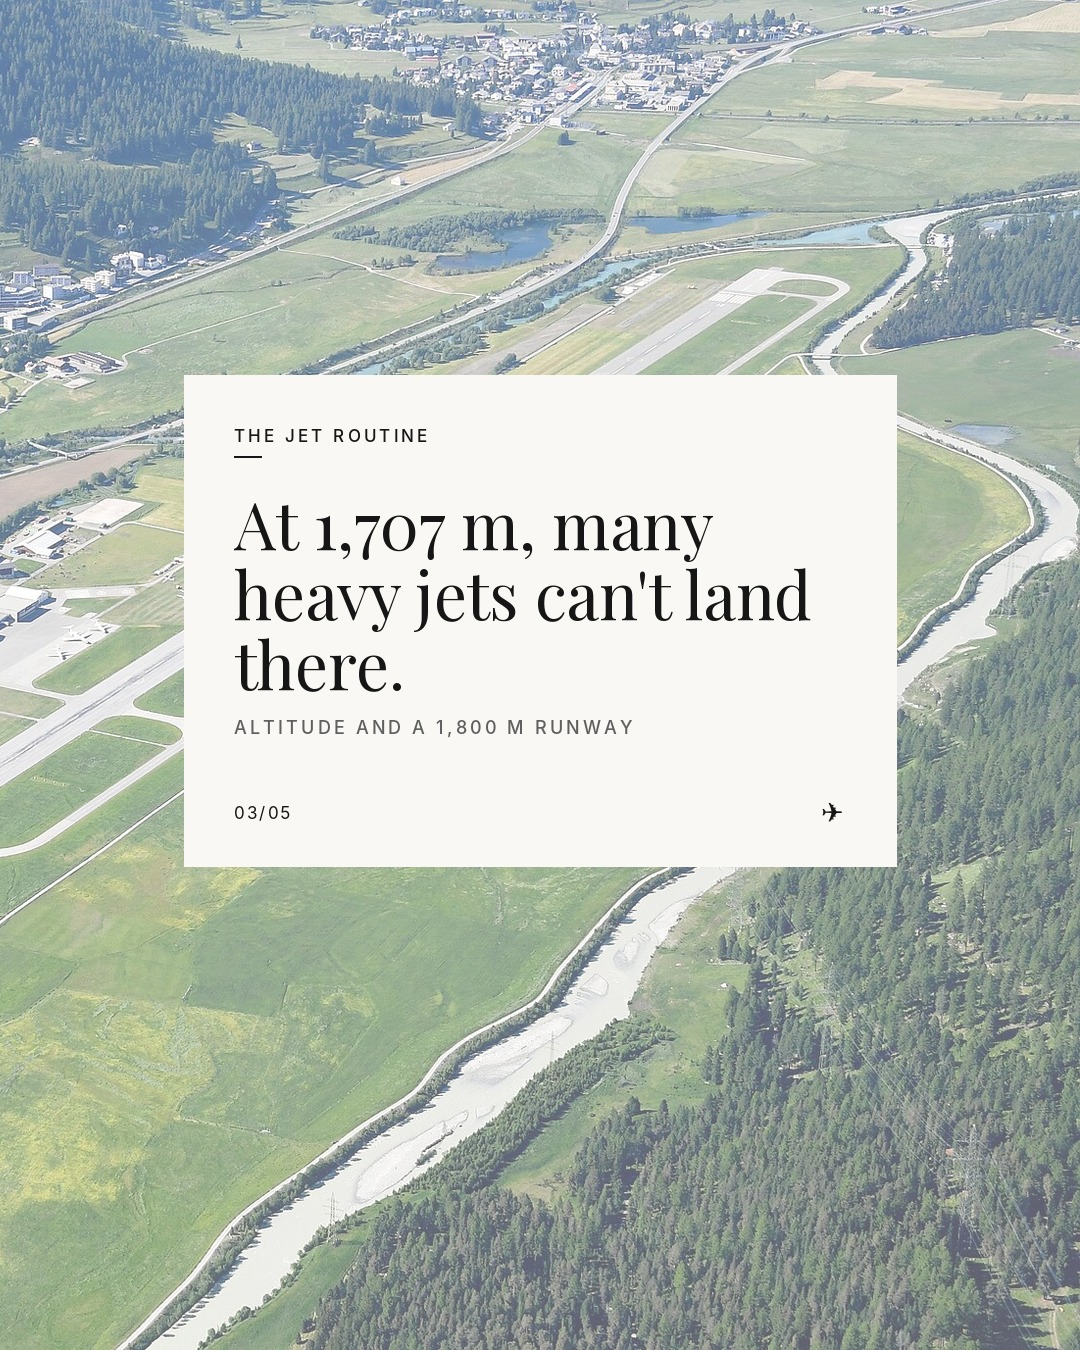 THE JET ROUTINE
At 1,707 m, many
heavy jets can't land
there.
ALTITUDE AND A 1,800 M RUNWAY
03/05 ✈